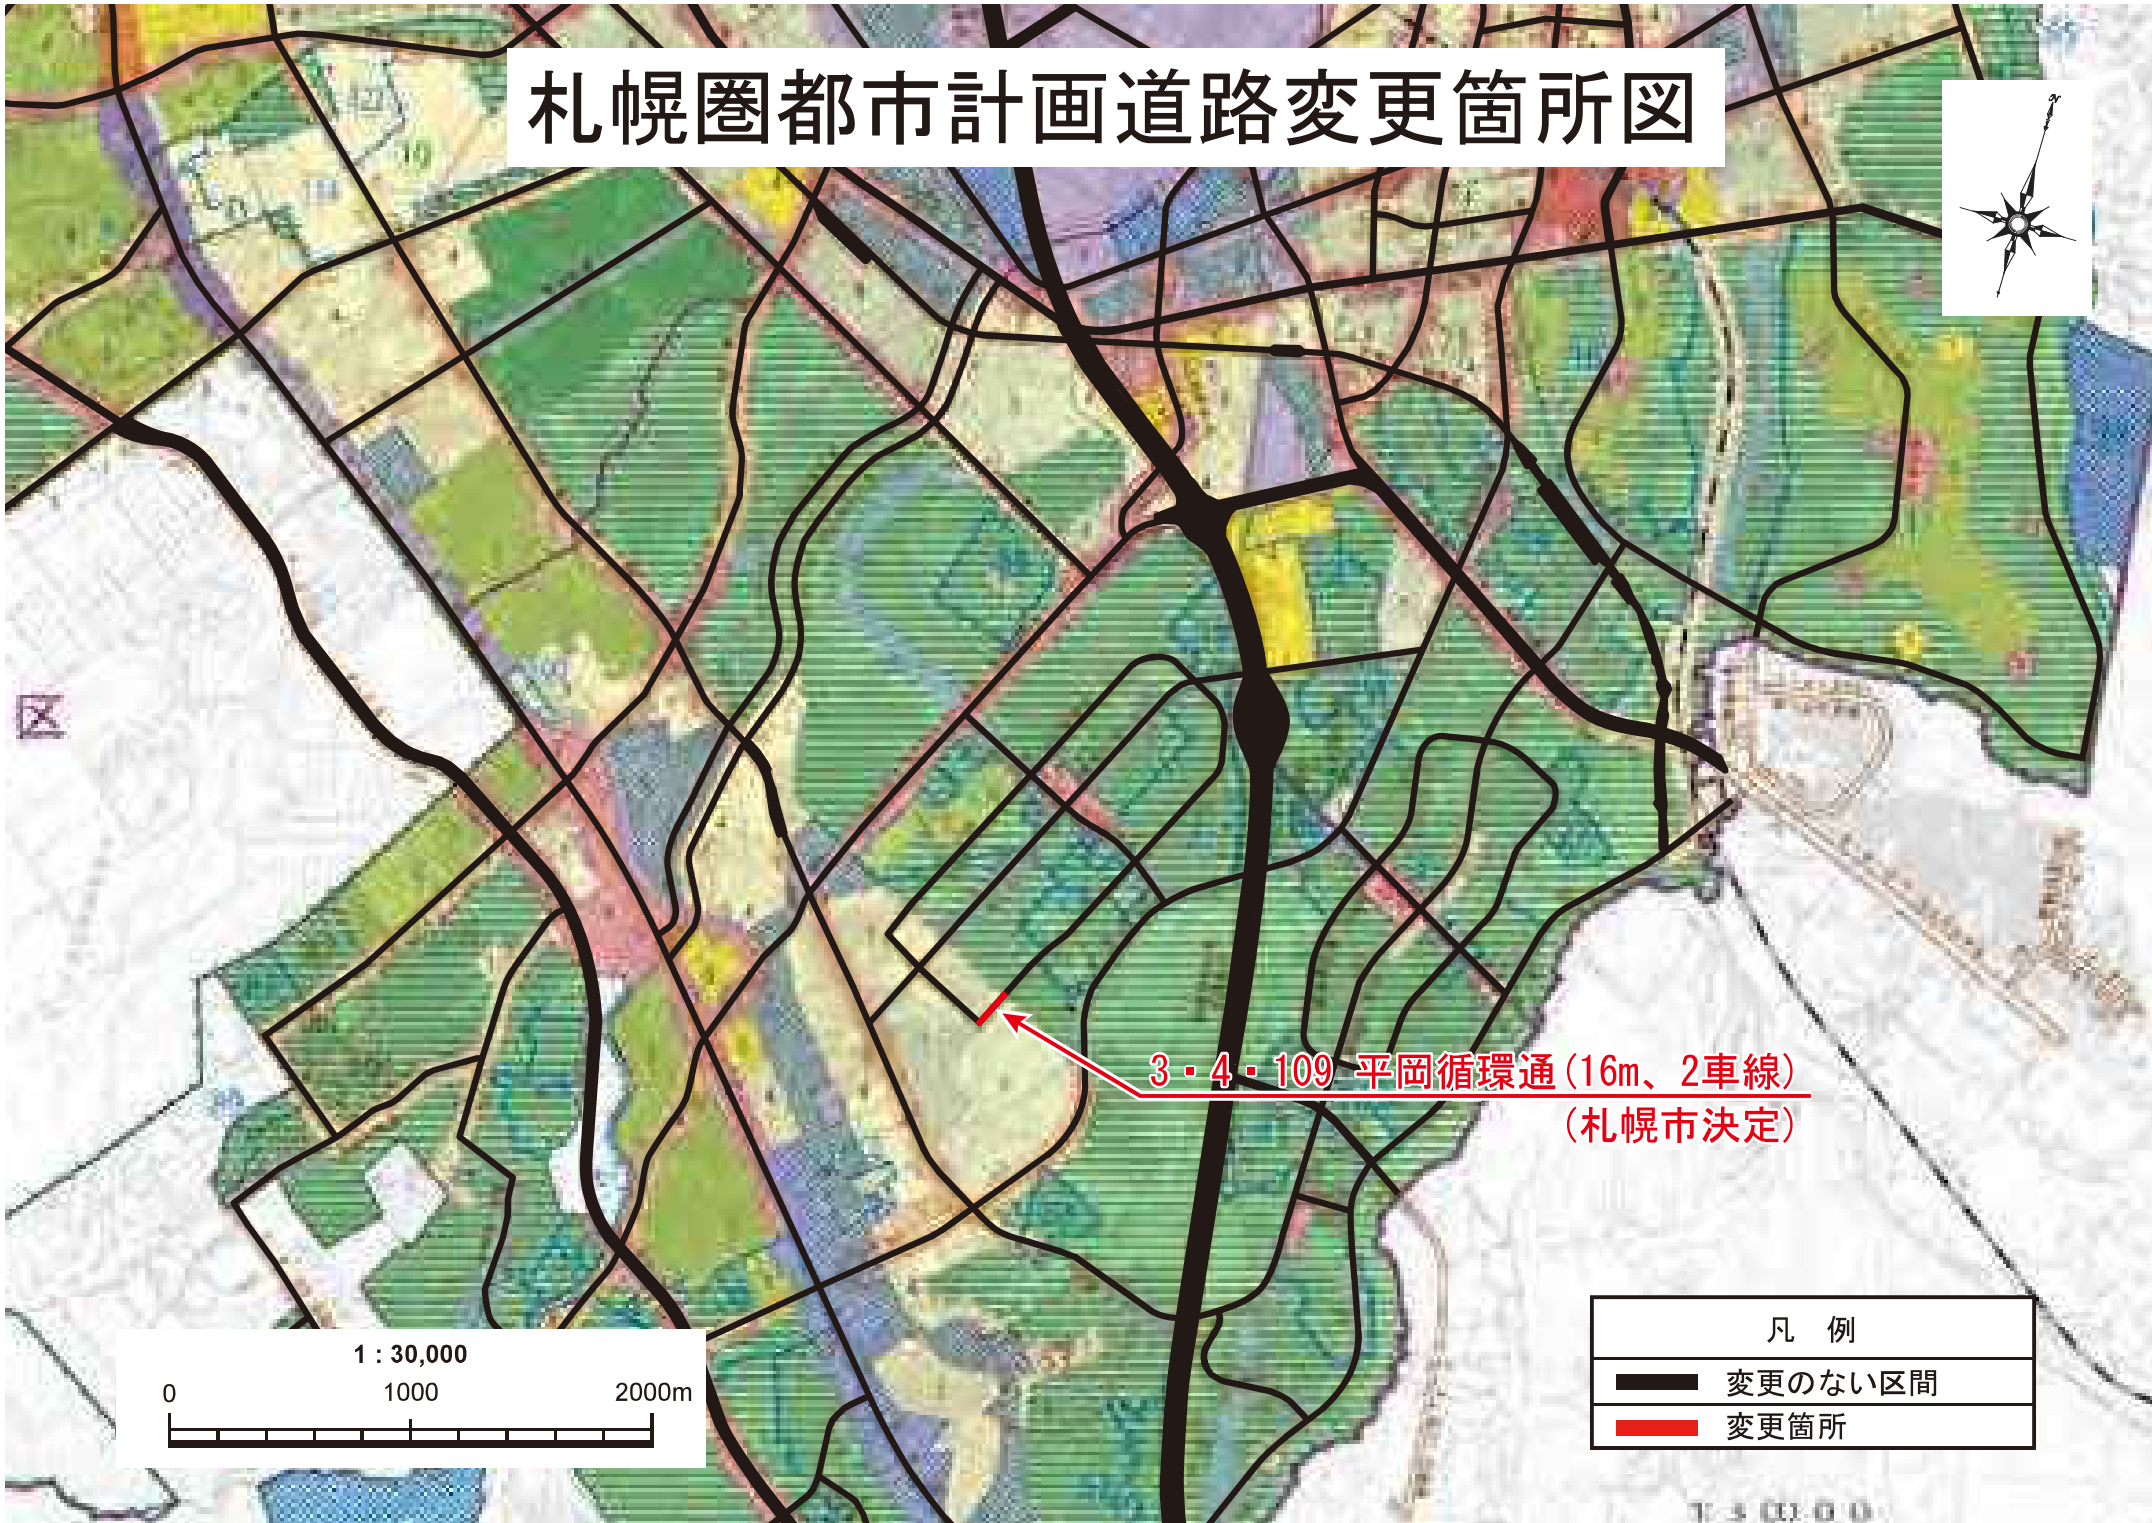 札幌圏都市計画道路変更箇所図
N
区
3・4・109 平岡循環通(16m、2車線)
(札幌市決定)
凡 例
変更のない区間
変更箇所
1 : 30,000
0 1000 2000m